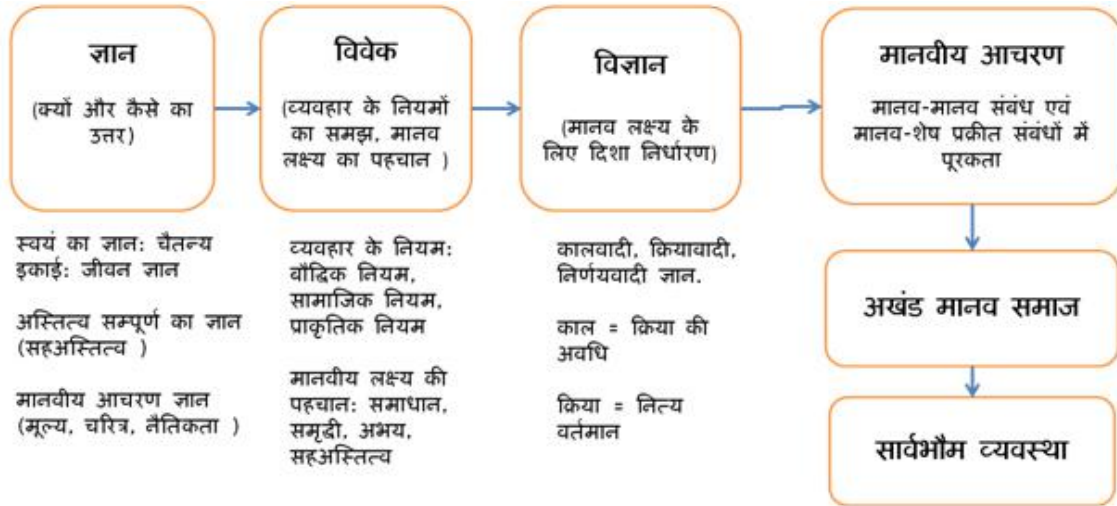 ज्ञान
(क्यों और कैसे का
उत्तर)
विवेक
(व्यवहार के नियमों
का समझ, मानव
लक्ष्य का पहचान )
विज्ञान
(मानव लक्ष्य के
लिए दिशा निर्धारण)
मानवीय आचरण
मानव-मानव संबंध एवं
मानव-शेष प्रकीत संबंधों में
पूरकता
स्वयं का ज्ञान: चैतन्य
इकाई: जीवन ज्ञान
अस्तित्व सम्पूर्ण का ज्ञान
(सहअस्तित्व )
मानवीय आचरण ज्ञान
(मूल्य, चरित्र, नैतिकता )
व्यवहार के नियम:
बौद्धिक नियम,
सामाजिक नियम,
प्राकृतिक नियम
मानवीय लक्ष्य की
पहचान: समाधान,
समृद्दी, अभय,
सहअस्तित्व
कालवादी, क्रियावादी,
निर्णयवादी ज्ञान.
काल = क्रिया की
अवधि
क्रिया = नित्य
वर्तमान
अखंड मानव समाज
सार्वभौम व्यवस्था